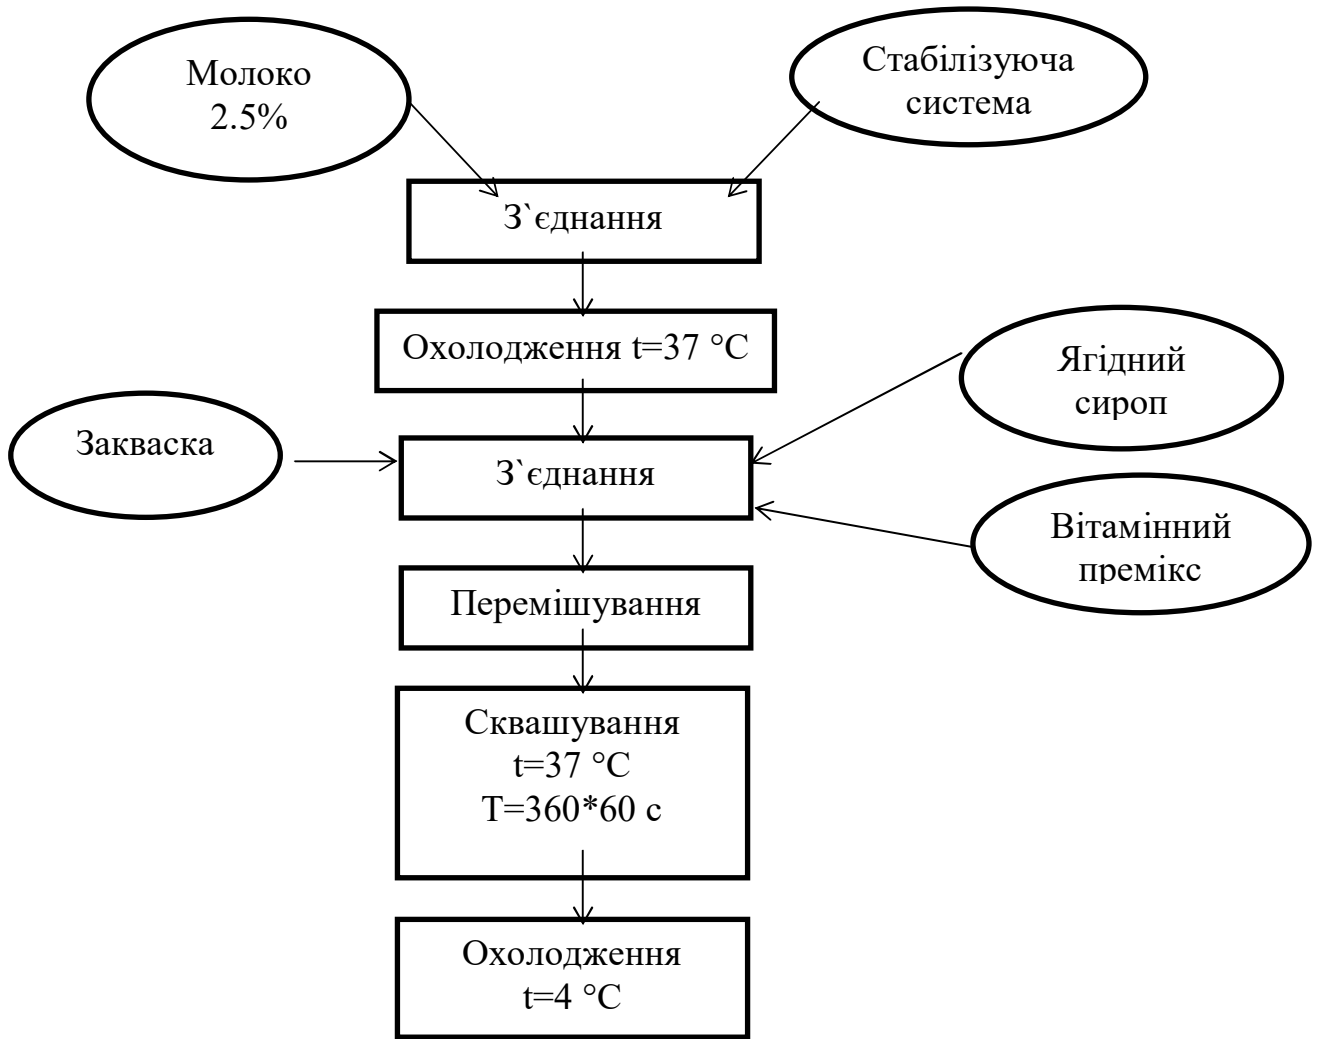 Молоко
2.5%
Стабілізуюча
система
З`єднання
Охолодження t=37 °С
Ягідний
сироп
Закваска
З`єднання
Вітамінний
премікс
Перемішування
Сквашування
t=37 °С
Т=360*60 с
Охолодження
t=4 °С